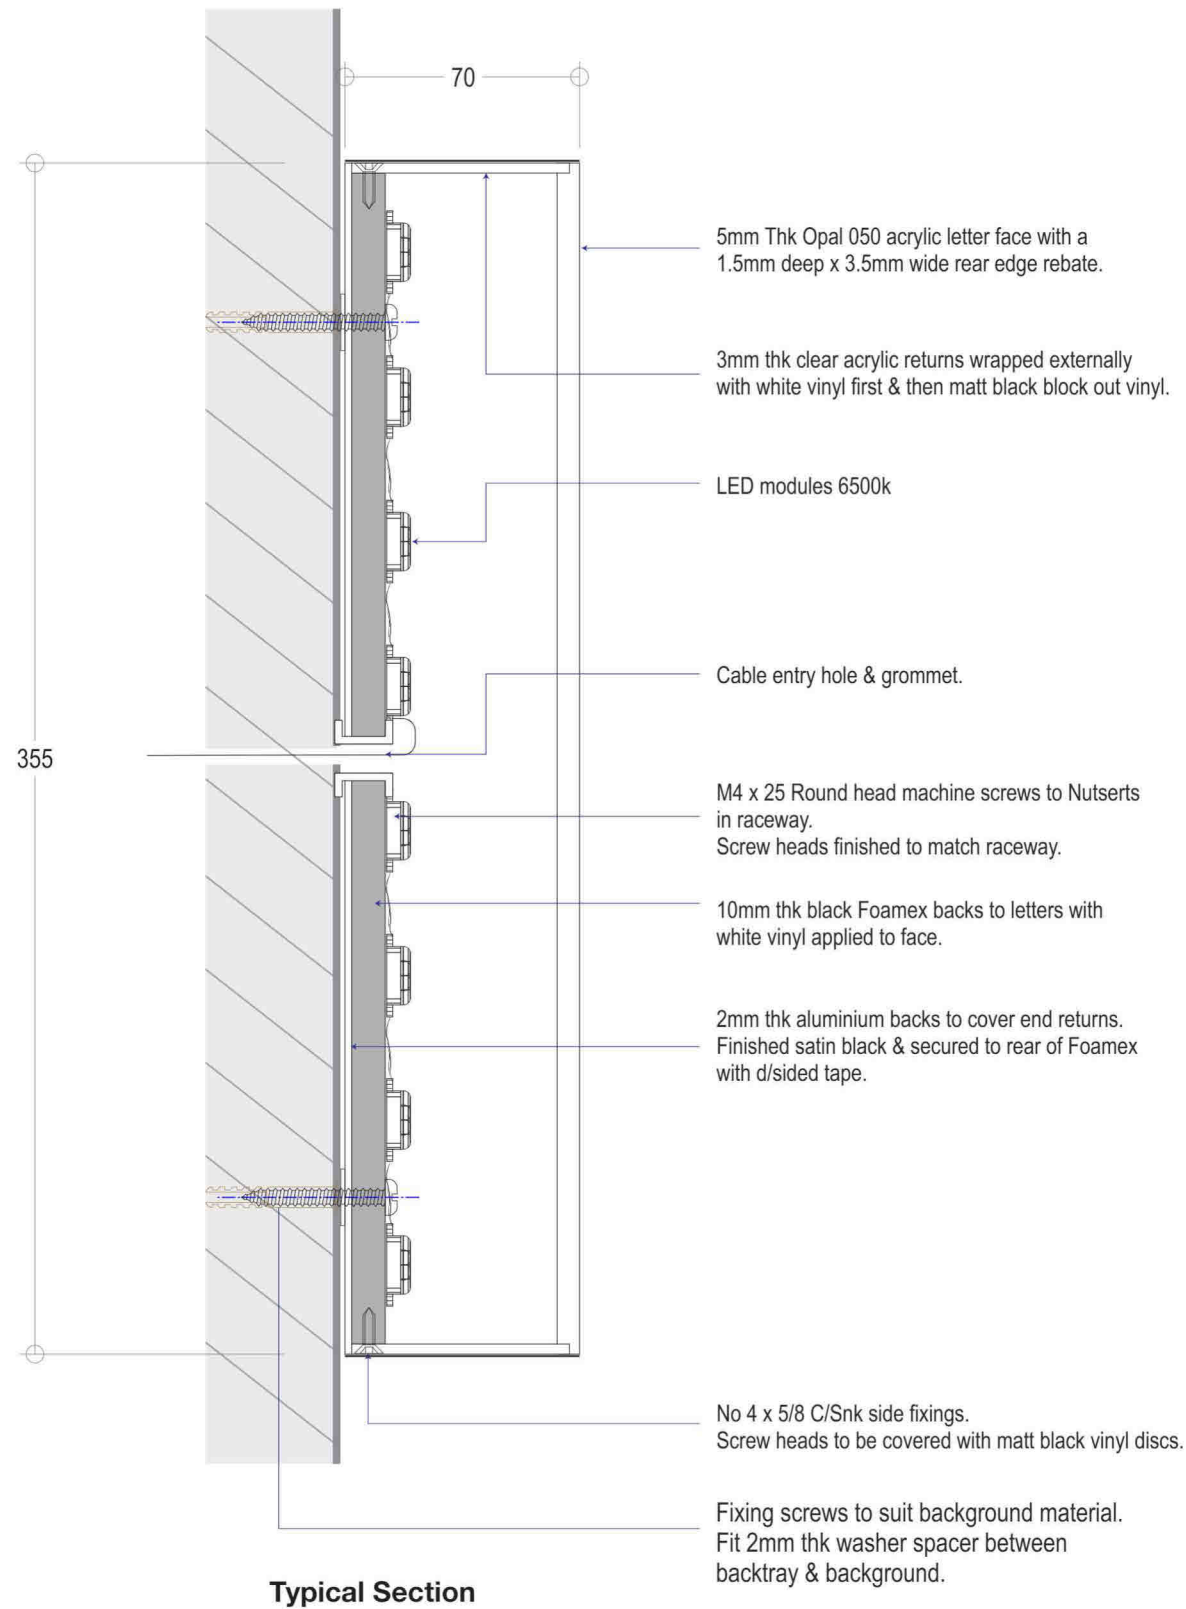 70
5mm Thk Opal 050 acrylic letter face with a
1.5mm deep x 3.5mm wide rear edge rebate.
3mm thk clear acrylic returns wrapped externally
with white vinyl first & then matt black block out vinyl.
LED modules 6500k
Cable entry hole & grommet.
355
M4 x 25 Round head machine screws to Nutserts
in raceway.
Screw heads finished to match raceway.
10mm thk black Foamex backs to letters with
white vinyl applied to face.
2mm thk aluminium backs to cover end returns.
Finished satin black & secured to rear of Foamex
with d/sided tape.
No 4 x 5/8 C/Snk side fixings.
Screw heads to be covered with matt black vinyl discs.
Fixing screws to suit background material.
Fit 2mm thk washer spacer between
backtray & background.
Typical Section